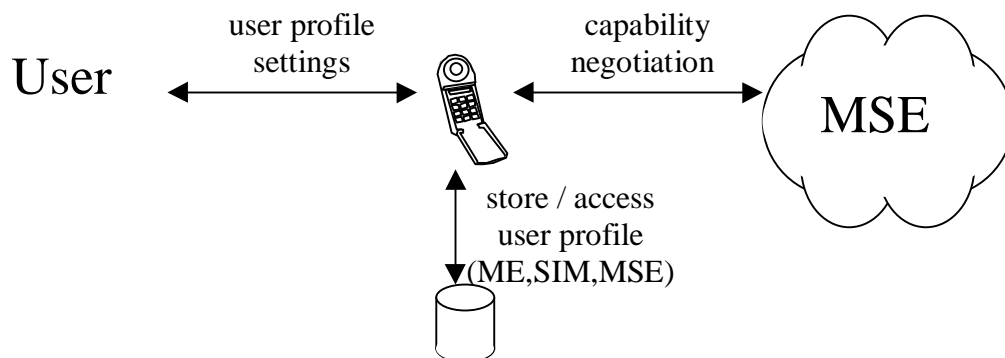 user profile
settings
capability
negotiation
User
MSE
store / access
user profile
(ME,SIM,MSE)